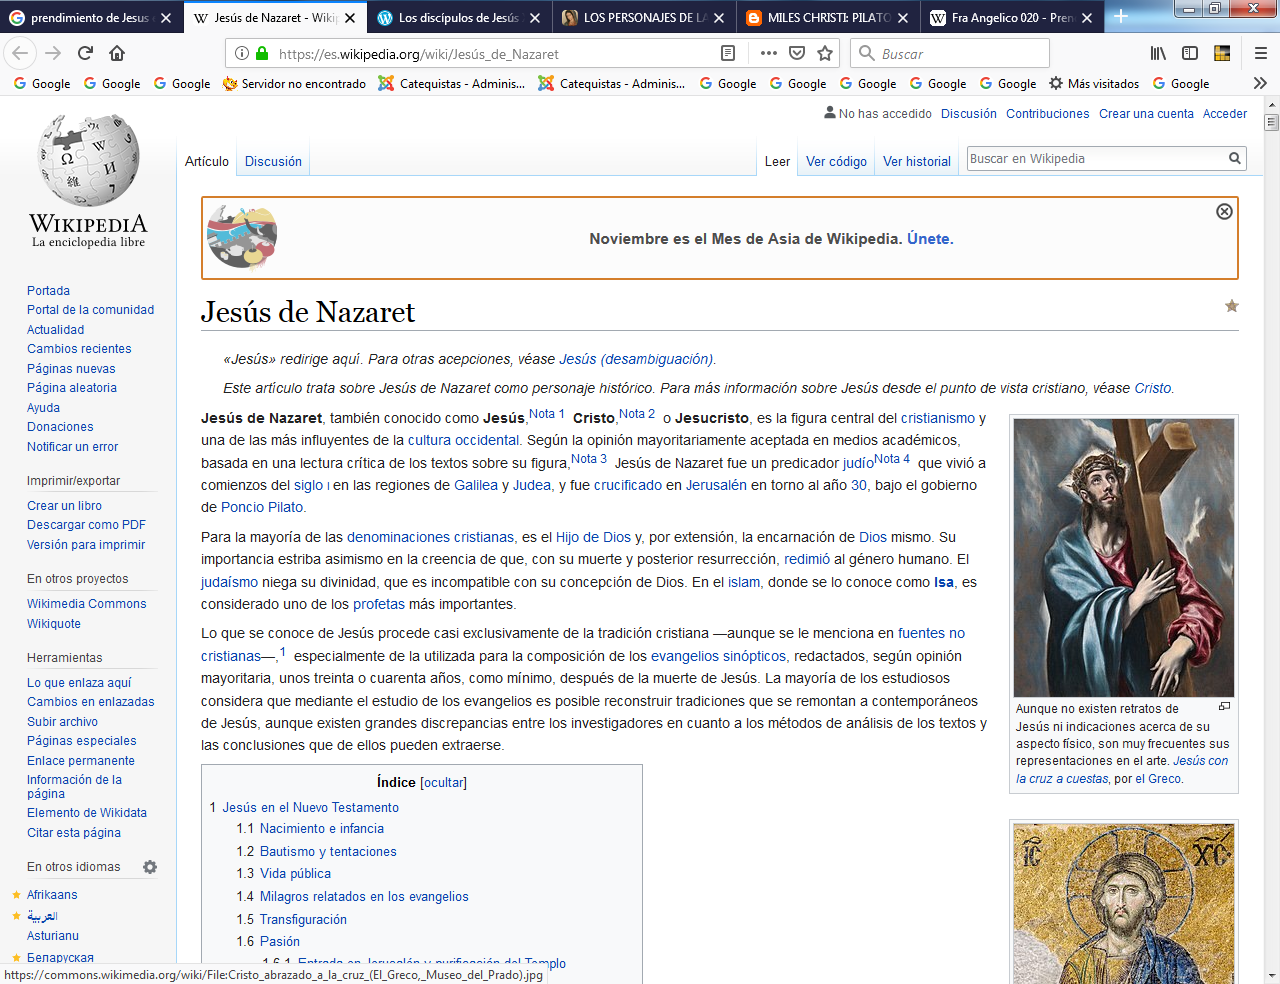 prendimiento de Jesus
Jesús de Nazaret - Wikip
Los discípulos de Jesús
LOS PERSONAJES DE LA
MILES CHRISTI: PILATO
Fra Angelico 020 - Pren
https://es.wikipedia.org/wiki/Jesús_de_Nazaret
Buscar
Google
Google
Google
Servidor no encontrado
Catequistas - Adminis...
Catequistas - Adminis...
Google
Google
Google
Google
Google
Más visitados
Google
No has accedido
Discusión
Contribuciones
Crear una cuenta
Acceder
Artículo
Discusión
Leer
Ver código
Ver historial
Buscar en Wikipedia
WIKIPEDIA
La enciclopedia libre
Noviembre es el Mes de Asia de Wikipedia. Únete.
Portada
Portal de la comunidad
Actualidad
Cambios recientes
Páginas nuevas
Página aleatoria
Ayuda
Donaciones
Notificar un error
Imprimir/exportar
Crear un libro
Descargar como PDF
Versión para imprimir
En otros proyectos
Wikimedia Commons
Wikiquote
Herramientas
Lo que enlaza aquí
Cambios en enlazadas
Subir archivo
Páginas especiales
Enlace permanente
Información de la
página
Elemento de Wikidata
Citar esta página
En otros idiomas
Afrikaans
العربية
Asturianu
Беларуская
Jesús de Nazaret
«Jesús» redirige aquí. Para otras acepciones, véase Jesús (desambiguación).
Este artículo trata sobre Jesús de Nazaret como personaje histórico. Para más información sobre Jesús desde el punto de vista cristiano, véase Cristo.
Jesús de Nazaret, también conocido como Jesús,Nota 1 Cristo,Nota 2 o Jesucristo, es la figura central del cristianismo y
una de las más influyentes de la cultura occidental. Según la opinión mayoritariamente aceptada en medios académicos,
basada en una lectura crítica de los textos sobre su figura,Nota 3 Jesús de Nazaret fue un predicador judíoNota 4 que vivió a
comienzos del siglo I en las regiones de Galilea y Judea, y fue crucificado en Jerusalén en torno al año 30, bajo el gobierno
de Poncio Pilato.
Para la mayoría de las denominaciones cristianas, es el Hijo de Dios y, por extensión, la encarnación de Dios mismo. Su
importancia estriba asimismo en la creencia de que, con su muerte y posterior resurrección, redimió al género humano. El
judaísmo niega su divinidad, que es incompatible con su concepción de Dios. En el islam, donde se lo conoce como Isa, es
considerado uno de los profetas más importantes.
Lo que se conoce de Jesús procede casi exclusivamente de la tradición cristiana —aunque se le menciona en fuentes no
cristianas—,1 especialmente de la utilizada para la composición de los evangelios sinópticos, redactados, según opinión
mayoritaria, unos treinta o cuarenta años, como mínimo, después de la muerte de Jesús. La mayoría de los estudiosos
considera que mediante el estudio de los evangelios es posible reconstruir tradiciones que se remontan a contemporáneos
de Jesús, aunque existen grandes discrepancias entre los investigadores en cuanto a los métodos de análisis de los textos y
las conclusiones que de ellos pueden extraerse.
Índice [ocultar]
1 Jesús en el Nuevo Testamento
1.1 Nacimiento e infancia
1.2 Bautismo y tentaciones
1.3 Vida pública
1.4 Milagros relatados en los evangelios
1.5 Transfiguración
1.6 Pasión
1.6.1 Entrada en Jerusalén y purificación del Templo
Aunque no existen retratos de
Jesús ni indicaciones acerca de su
aspecto físico, son muy frecuentes sus
representaciones en el arte. Jesús con
la cruz a cuestas, por el Greco.
IC
XC
https://commons.wikimedia.org/wiki/File:Cristo_abrazado_a_la_cruz_(El_Greco,_Museo_del_Prado).jpg